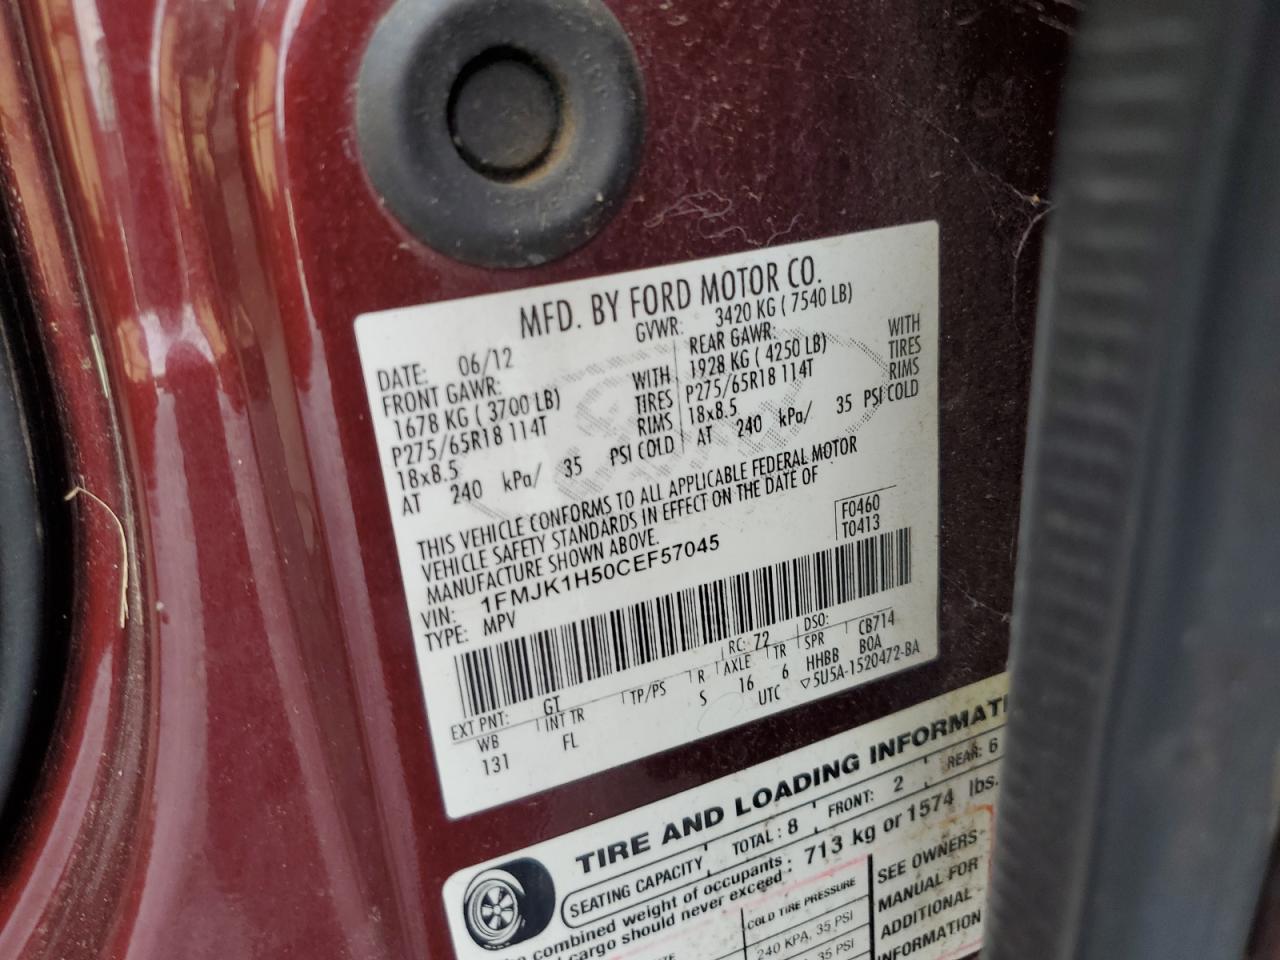 MFD. BY FORD MOTOR CO.
DATE: 06/12 GVWR: 3420 KG ( 7540 LB)
FRONT GAWR: REAR GAWR:
1678 KG ( 3700 LB) WITH 1928 KG ( 4250 LB) WITH
P275/65R18 114T TIRES P275/65R18 114T TIRES
18x8.5 RIMS 18x8.5 RIMS
AT 240 kPa/ 35 PSI COLD AT 240 kPa/ 35 PSI COLD
THIS VEHICLE CONFORMS TO ALL APPLICABLE FEDERAL MOTOR
VEHICLE SAFETY STANDARDS IN EFFECT ON THE DATE OF
MANUFACTURE SHOWN ABOVE.
F0460
T0413
VIN: 1FMJK1H50CEF57045
TYPE: MPV
EXT PNT: GT RC: 72 DSO:
WB INT TR TP/PS R AXLE TR SPR CB714
131 FL S 16 6 HHBB BOA
UTC ▽5U5A-1520472-BA
TIRE AND LOADING INFORMATI
SEATING CAPACITY TOTAL: 8 FRONT: 2 REAR: 6
combined weight of occupants
cargo should never exceed : 713 kg or 1574 lbs.
COLD TIRE PRESSURE
240 KPA, 35 PSI
35 PSI
SEE OWNERS
MANUAL FOR
ADDITIONAL
INFORMATION